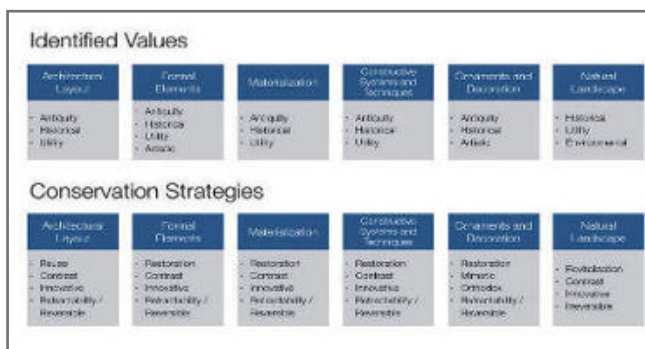 Identified Values
Architectural
Layout
Formal
Elements
Materialization
Constructive
Systems and
Techniques
Ornaments and
Decoration
Natural
Landscape
• Antiquity
• Historical
• Utility
• Antiquity
• Historical
• Utility
• Artistic
• Antiquity
• Historical
• Utility
• Antiquity
• Historical
• Utility
• Antiquity
• Historical
• Artistic
• Historical
• Utility
• Environmental
Conservation Strategies
Architectural
Layout
Formal
Elements
Materialization
Constructive
Systems and
Techniques
Ornaments and
Decoration
Natural
Landscape
• Reuse
• Contrast
• Innovative
• Retractability /
Reversible
• Restoration
• Contrast
• Innovative
• Retractability /
Reversible
• Restoration
• Contrast
• Innovative
• Retractability /
Reversible
• Restoration
• Contrast
• Innovative
• Retractability /
Reversible
• Restoration
• Mimetic
• Orthodox
• Retractability /
Reversible
• Revitalization
• Contrast
• Innovative
• Irreversible